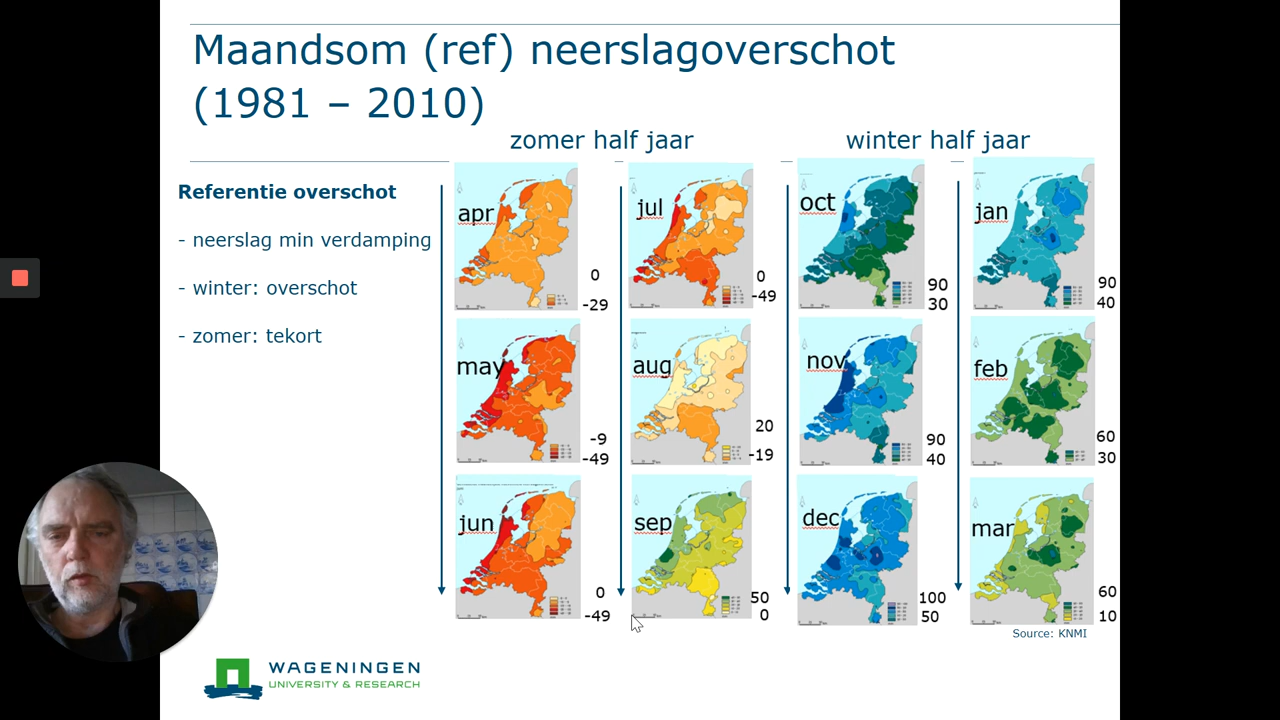 Maandsom (ref) neerslagoverschot
(1981 – 2010)
zomer half jaar
winter half jaar
Referentie overschot
- neerslag min verdamping
- winter: overschot
- zomer: tekort
apr
0
-29
may
-9
-49
jun
0
-49
jul
0
-49
aug
20
-19
sep
50
0
oct
90
30
nov
90
40
dec
100
50
jan
90
40
feb
60
30
mar
60
10
Source: KNMI
WAGENINGEN
UNIVERSITY & RESEARCH